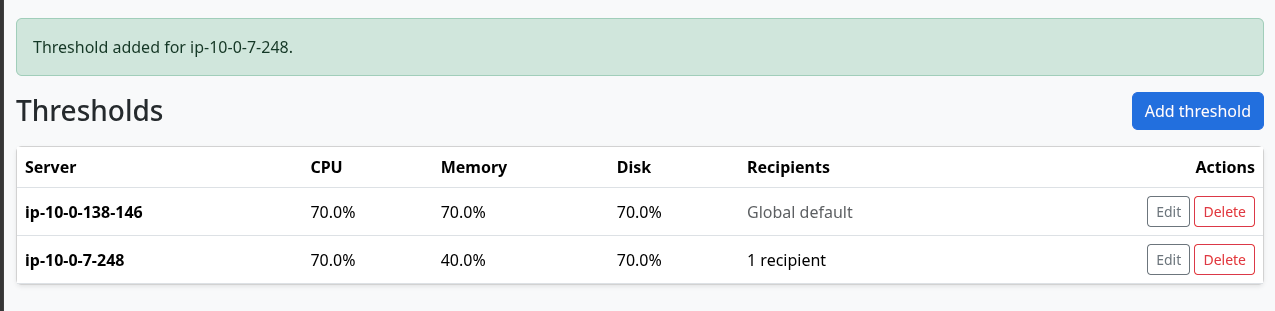 Threshold added for ip-10-0-7-248.
Thresholds
Add threshold
Server CPU Memory Disk Recipients Actions
ip-10-0-138-146 70.0% 70.0% 70.0% Global default Edit Delete
ip-10-0-7-248 70.0% 40.0% 70.0% 1 recipient Edit Delete